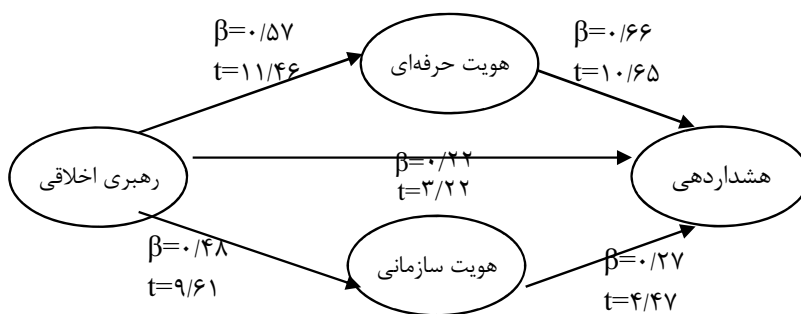 β=۰/۵۷
t=۱۱/۴۶
هویت حرفه‌ای
β=۰/۶۶
t=۱۰/۶۵
رهبری اخلاقی
β=۰/۲۲
t=۳/۲۲
هشداردهی
β=۰/۴۸
t=۹/۶۱
هویت سازمانی
β=۰/۲۷
t=۴/۴۷